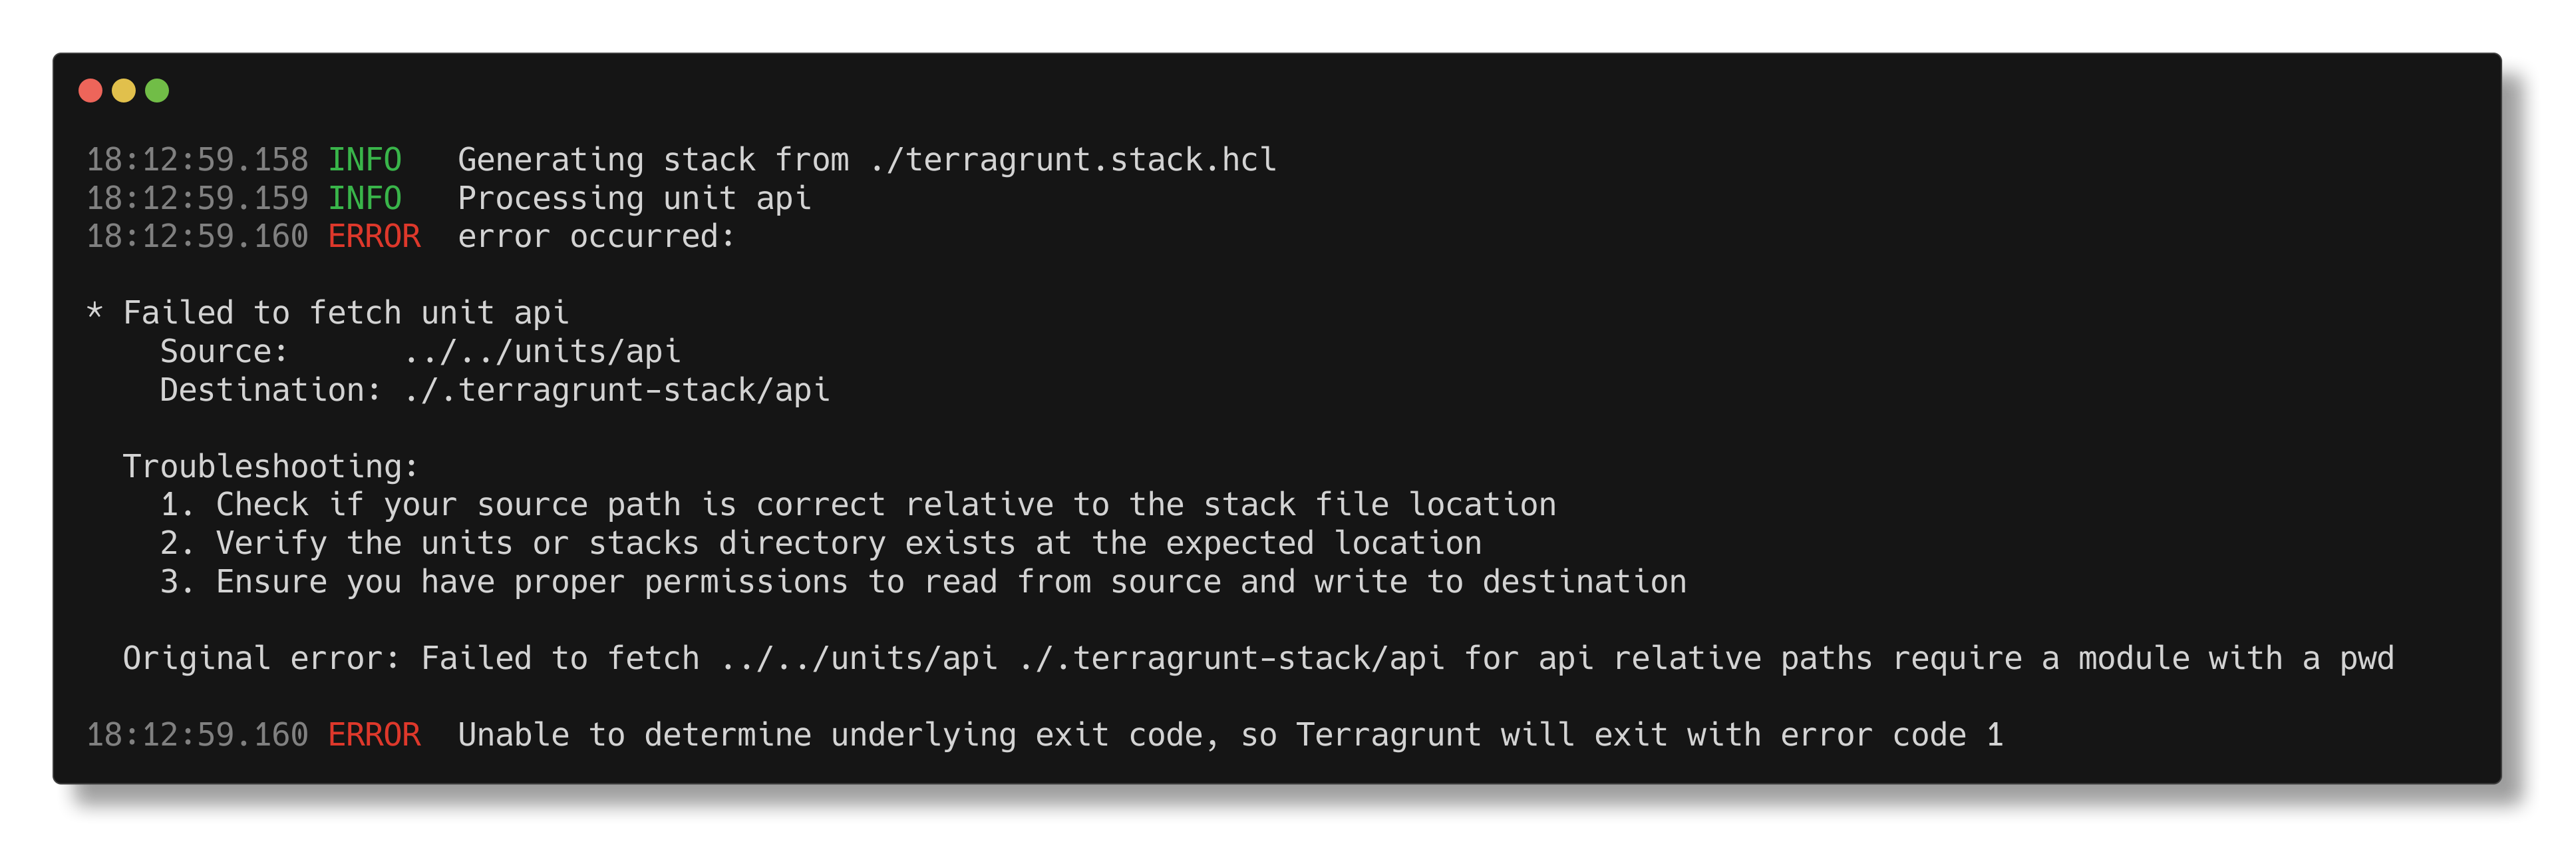 18:12:59.158 INFO   Generating stack from ./terragrunt.stack.hcl
18:12:59.159 INFO   Processing unit api
18:12:59.160 ERROR  error occurred:

* Failed to fetch unit api
    Source:      ../../units/api
    Destination: ./.terragrunt-stack/api

  Troubleshooting:
    1. Check if your source path is correct relative to the stack file location
    2. Verify the units or stacks directory exists at the expected location
    3. Ensure you have proper permissions to read from source and write to destination

  Original error: Failed to fetch ../../units/api ./.terragrunt-stack/api for api relative paths require a module with a pwd

18:12:59.160 ERROR  Unable to determine underlying exit code, so Terragrunt will exit with error code 1